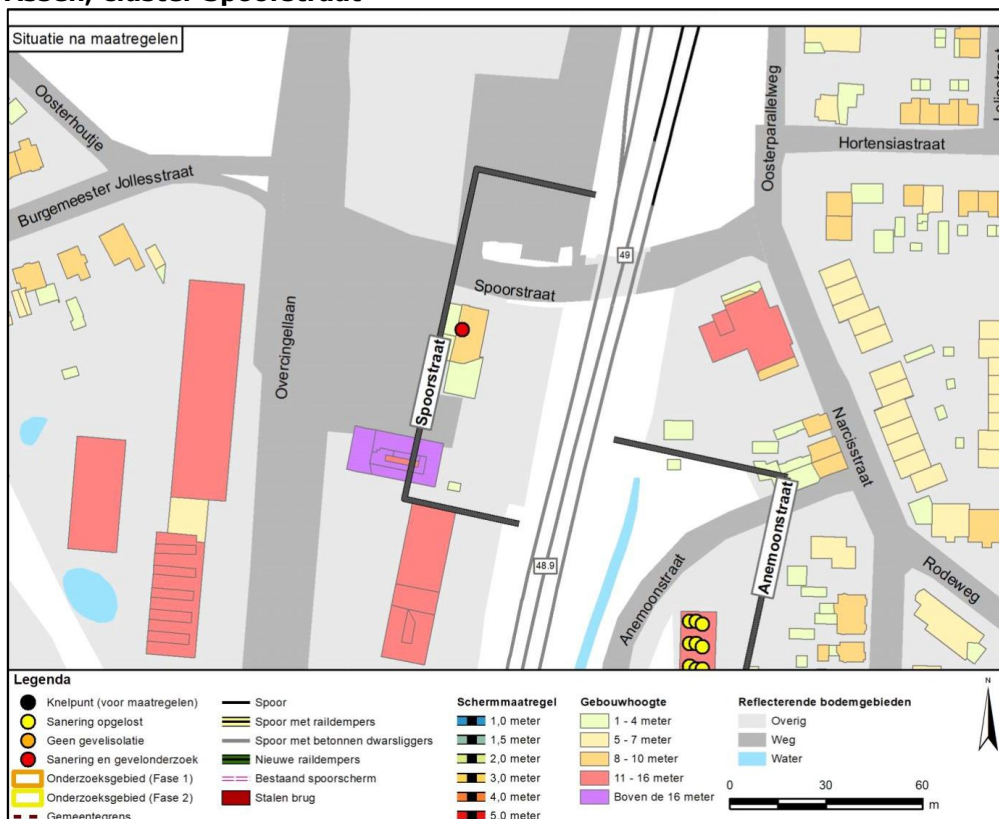 Situatie na maatregelen
Oosterhoutje
Burgemeester Jollesstraat
Overcingellaan
Spoorstraat
Spoorstraat
49
48.9
Oosterparallelweg
Hortensiastraat
Narcisstraat
Anemoonstraat
Anemoonstraat
Rodeweg
Legenda
Knelpunt (voor maatregelen)
Sanering opgelost
Geen gevelisolatie
Sanering en gevelonderzoek
Onderzoeksgebied (Fase 1)
Onderzoeksgebied (Fase 2)
Gemeentegrens
Spoor
Spoor met raildempers
Spoor met betonnen dwarsliggers
Nieuwe raildempers
Bestaand spoorscherm
Stalen brug
Schermmaatregel
1,0 meter
1,5 meter
2,0 meter
3,0 meter
4,0 meter
5,0 meter
Gebouwhoogte
1 - 4 meter
5 - 7 meter
8 - 10 meter
11 - 16 meter
Boven de 16 meter
Reflecterende bodemgebieden
Overig
Weg
Water
N
0 30 60
m